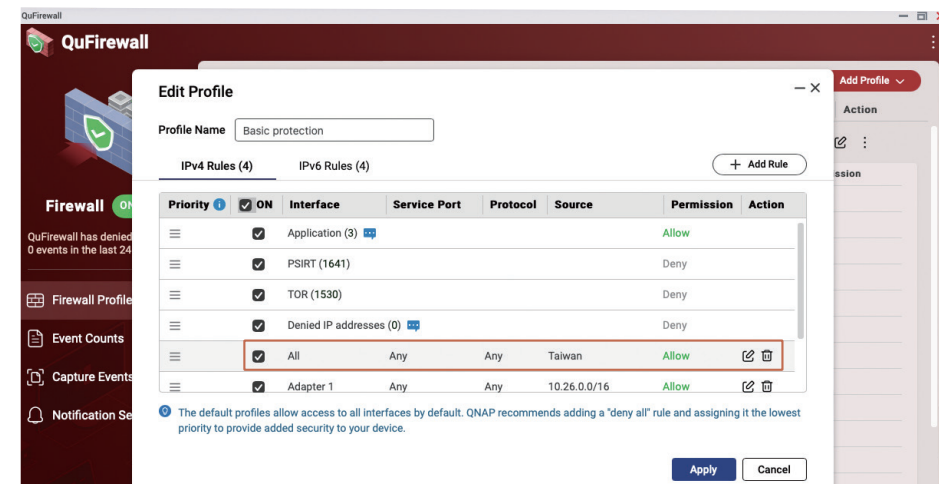 QuFirewall
QuFirewall
Add Profile
Edit Profile
Action
Profile Name Basic protection
IPv4 Rules (4) IPv6 Rules (4) + Add Rule
Priority ON Interface Service Port Protocol Source Permission Action
Firewall ON
Application (3) Allow
QuFirewall has denied
0 events in the last 24
PSIRT (1641) Deny
TOR (1530) Deny
Firewall Profile
Denied IP addresses (0) Deny
Event Counts
All Any Any Taiwan Allow
Capture Events
Adapter 1 Any Any 10.26.0.0/16 Allow
Notification Se
The default profiles allow access to all interfaces by default. QNAP recommends adding a "deny all" rule and assigning it the lowest
priority to provide added security to your device.
Apply Cancel